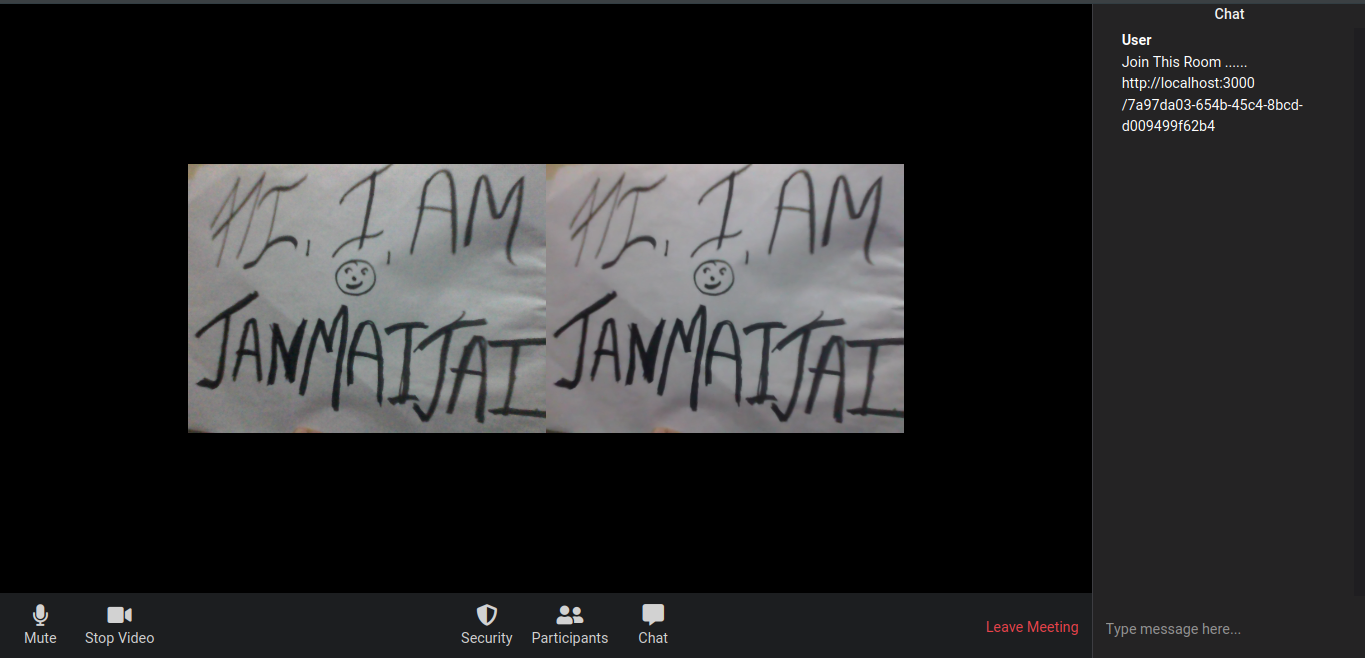 Chat
User
Join This Room ......
http://localhost:3000
/7a97da03-654b-45c4-8bcd-
d009499f62b4
HI, I, AM
JANMAIJAI
HI, I, AM
JANMAIJAI
Mute
Stop Video
Security
Participants
Chat
Leave Meeting
Type message here...